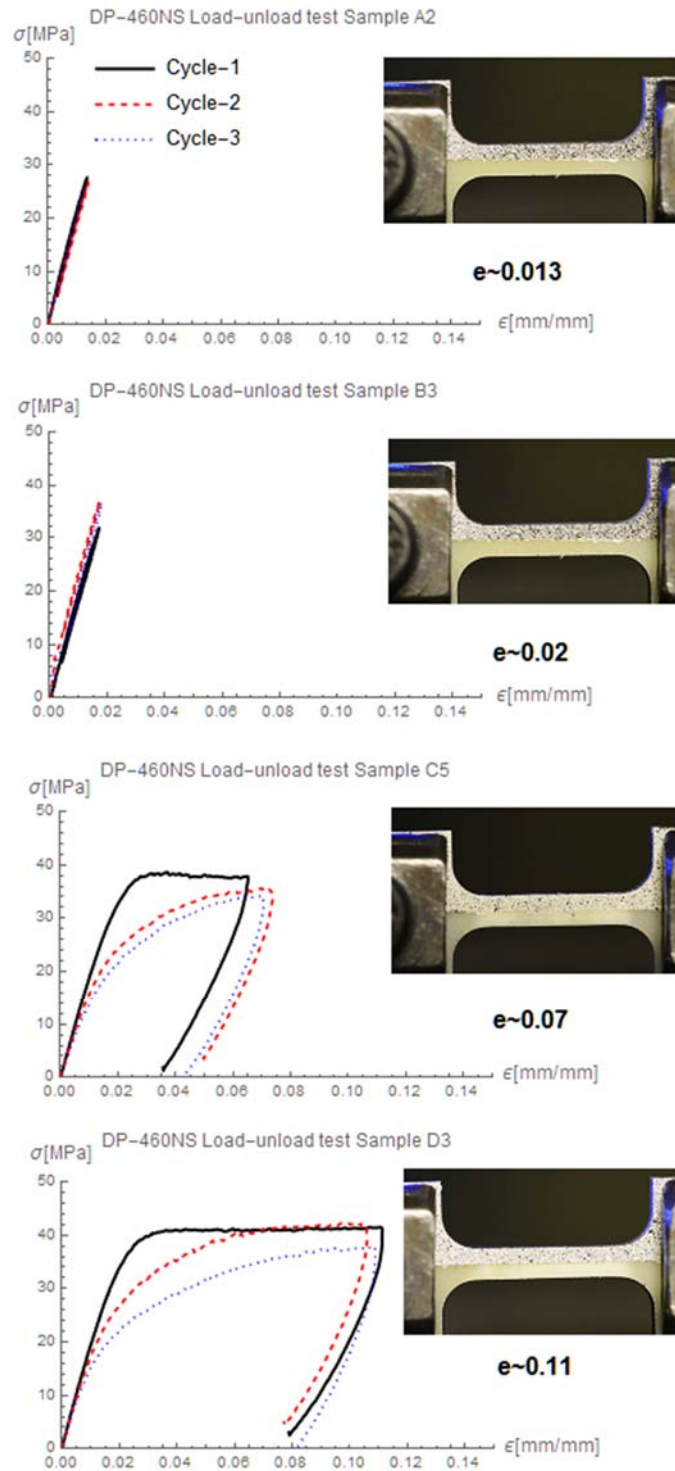 DP-460NS Load-unload test Sample A2
σ[MPa]
50
40
30
20
10
0
Cycle-1
Cycle-2
Cycle-3
e~0.013
0.00 0.02 0.04 0.06 0.08 0.10 0.12 0.14
ϵ[mm/mm]
DP-460NS Load-unload test Sample B3
σ[MPa]
50
40
30
20
10
0
e~0.02
0.00 0.02 0.04 0.06 0.08 0.10 0.12 0.14
ϵ[mm/mm]
DP-460NS Load-unload test Sample C5
σ[MPa]
50
40
30
20
10
0
e~0.07
0.00 0.02 0.04 0.06 0.08 0.10 0.12 0.14
ϵ[mm/mm]
DP-460NS Load-unload test Sample D3
σ[MPa]
50
40
30
20
10
0
e~0.11
0.00 0.02 0.04 0.06 0.08 0.10 0.12 0.14
ϵ[mm/mm]